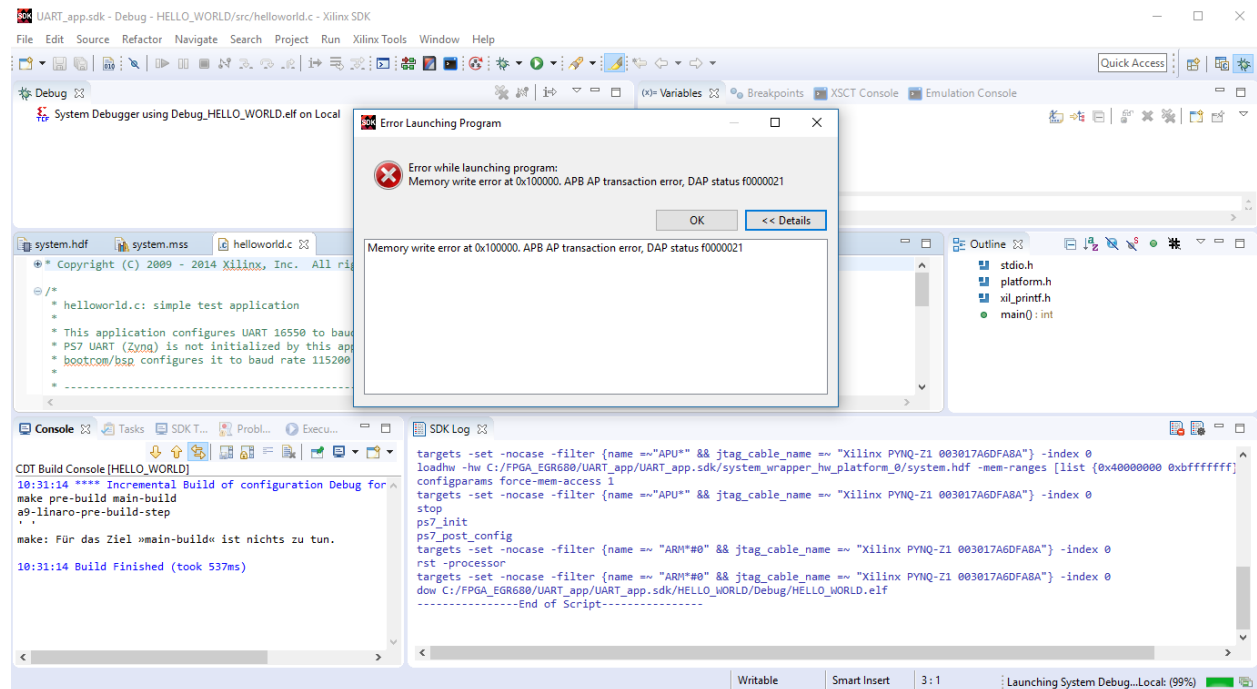 UART_app.sdk - Debug - HELLO_WORLD/src/helloworld.c - Xilinx SDK
File Edit Source Refactor Navigate Search Project Run Xilinx Tools Window Help
Quick Access
Debug
(x)= Variables Breakpoints XSCT Console Emulation Console
System Debugger using Debug_HELLO_WORLD.elf on Local
SDK Error Launching Program
Error while launching program:
Memory write error at 0x100000. APB AP transaction error, DAP status f0000021
OK
<< Details
Memory write error at 0x100000. APB AP transaction error, DAP status f0000021
system.hdf system.mss helloworld.c
* Copyright (C) 2009 - 2014 Xilinx, Inc. All rig
/*
* helloworld.c: simple test application
*
* This application configures UART 16550 to baud
* PS7 UART (Zynq) is not initialized by this app
* bootrom/bsp configures it to baud rate 115200
*
* ------------------------------------------------
Outline
stdio.h
platform.h
xil_printf.h
main() : int
Console Tasks SDK T... Probl... Execu...
CDT Build Console [HELLO_WORLD]
10:31:14 **** Incremental Build of configuration Debug for
make pre-build main-build
a9-linaro-pre-build-step
' '
make: Für das Ziel »main-build« ist nichts zu tun.
10:31:14 Build Finished (took 537ms)
SDK Log
targets -set -nocase -filter {name =~"APU*" && jtag_cable_name =~ "Xilinx PYNQ-Z1 003017A6DFA8A"} -index 0
loadhw -hw C:/FPGA_EGR680/UART_app/UART_app.sdk/system_wrapper_hw_platform_0/system.hdf -mem-ranges [list {0x40000000 0xbfffffff}]
configparams force-mem-access 1
targets -set -nocase -filter {name =~"APU*" && jtag_cable_name =~ "Xilinx PYNQ-Z1 003017A6DFA8A"} -index 0
stop
ps7_init
ps7_post_config
targets -set -nocase -filter {name =~ "ARM*#0" && jtag_cable_name =~ "Xilinx PYNQ-Z1 003017A6DFA8A"} -index 0
rst -processor
targets -set -nocase -filter {name =~ "ARM*#0" && jtag_cable_name =~ "Xilinx PYNQ-Z1 003017A6DFA8A"} -index 0
dow C:/FPGA_EGR680/UART_app/UART_app.sdk/HELLO_WORLD/Debug/HELLO_WORLD.elf
----------------End of Script----------------
Writable Smart Insert 3 : 1 Launching System Debug...Local: (99%)